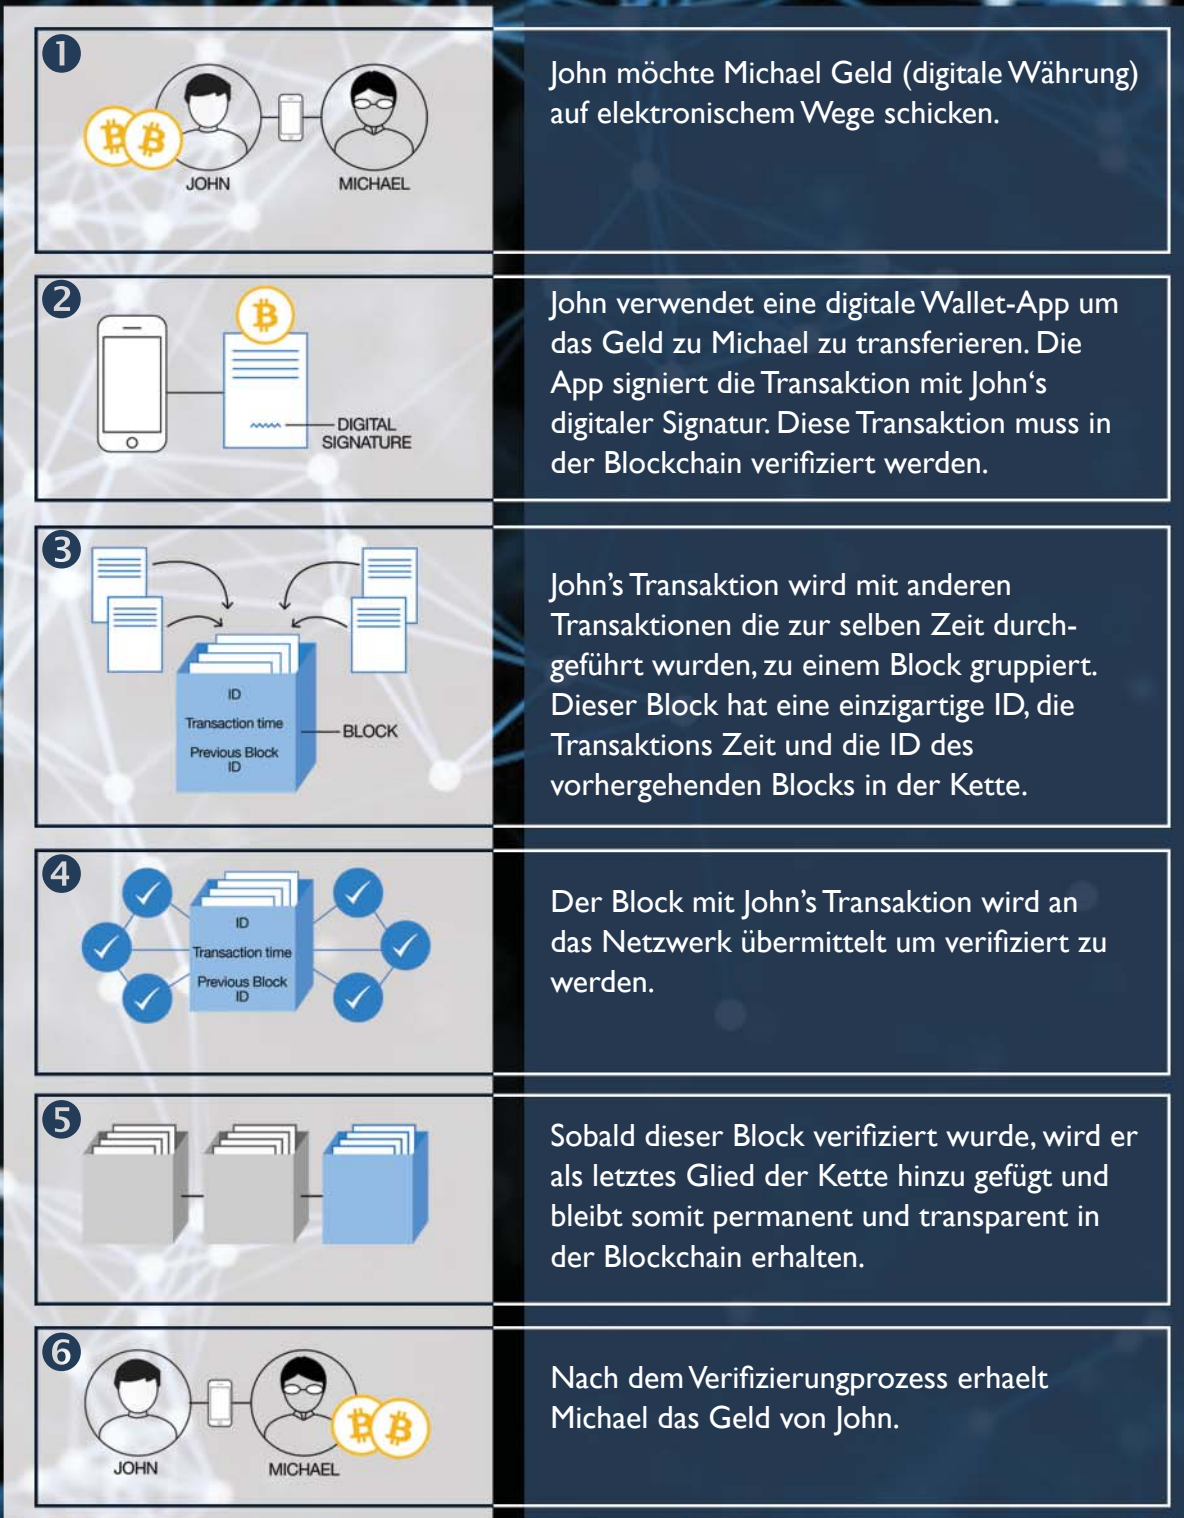 1
JOHN
MICHAEL
John möchte Michael Geld (digitale Währung)
auf elektronischem Wege schicken.
2
DIGITAL
SIGNATURE
John verwendet eine digitale Wallet-App um
das Geld zu Michael zu transferieren. Die
App signiert die Transaktion mit John‘s
digitaler Signatur. Diese Transaktion muss in
der Blockchain verifiziert werden.
3
ID
Transaction time
Previous Block
ID
BLOCK
John’s Transaktion wird mit anderen
Transaktionen die zur selben Zeit durch-
geführt wurden, zu einem Block gruppiert.
Dieser Block hat eine einzigartige ID, die
Transaktions Zeit und die ID des
vorhergehenden Blocks in der Kette.
4
ID
Transaction time
Previous Block
ID
Der Block mit John’s Transaktion wird an
das Netzwerk übermittelt um verifiziert zu
werden.
5
Sobald dieser Block verifiziert wurde, wird er
als letztes Glied der Kette hinzu gefügt und
bleibt somit permanent und transparent in
der Blockchain erhalten.
6
JOHN
MICHAEL
Nach dem Verifizierungprozess erhaelt
Michael das Geld von John.